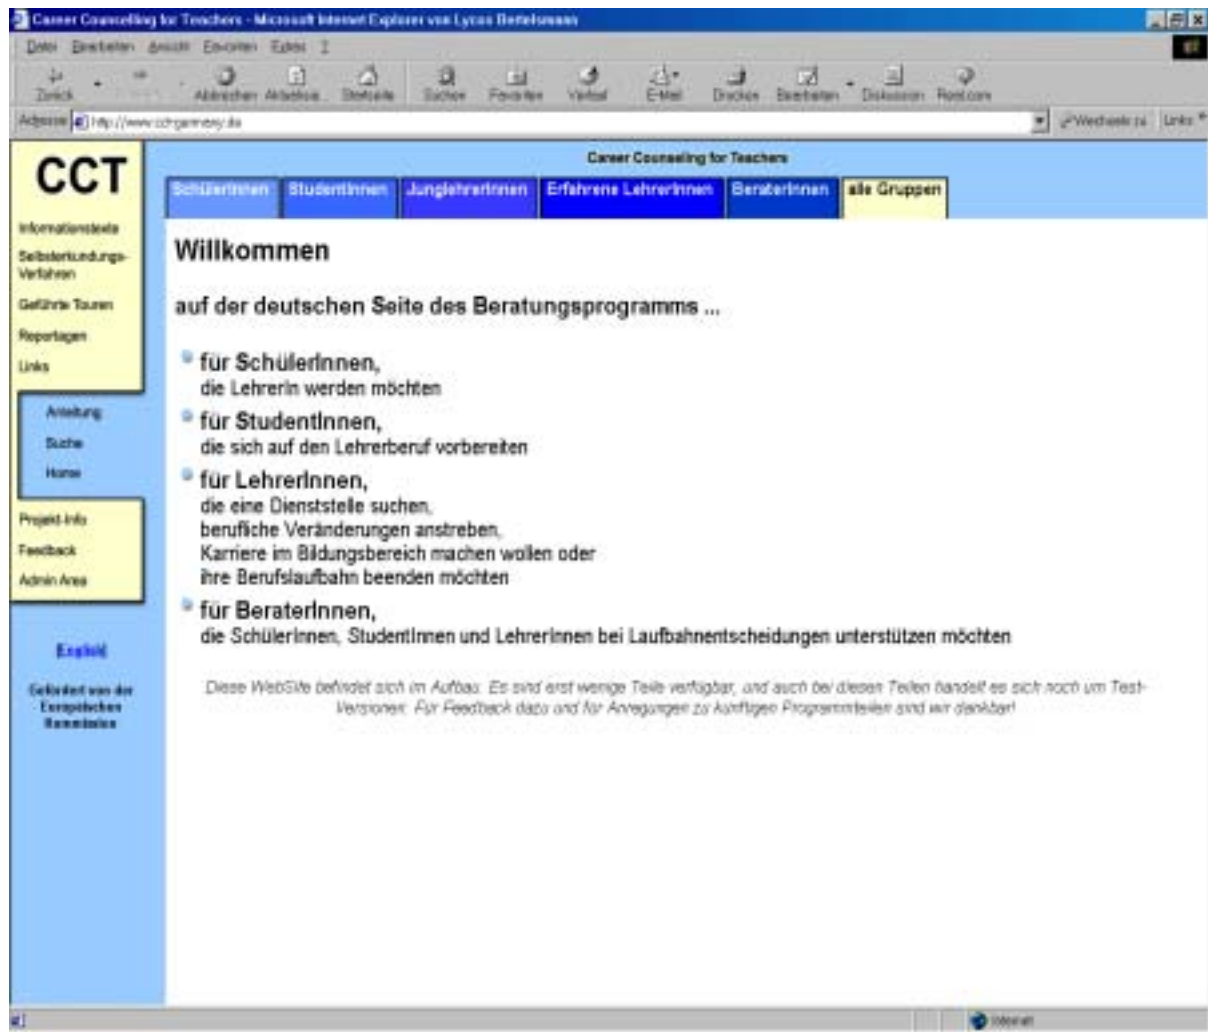 Career Counselling for Teachers - Microsoft Internet Explorer von Lycos Bertelsmann
Datei Bearbeiten Ansicht Favoriten Extras ?
Zurück Abbrechen Startseite Suchen Favoriten Verlauf E-Mail Drucken Bearbeiten Diskussion Real.com
Adresse Wechseln zu Links
CCT
Career Counseling for Teachers
SchülerInnen StudentInnen JunglehrerInnen Erfahrene LehrerInnen BeraterInnen alle Gruppen
Informationstexte
Selbsterkundungs-
Verfahren
Geführte Touren
Reportagen
Links
Anleitung
Suche
Home
Projekt-Info
Feedback
Admin Area
English
Gefördert von der
Europäischen
Kommission
Willkommen
auf der deutschen Seite des Beratungsprogramms ...
für SchülerInnen,
die LehrerIn werden möchten
für StudentInnen,
die sich auf den Lehrerberuf vorbereiten
für LehrerInnen,
die eine Dienststelle suchen,
berufliche Veränderungen anstreben,
Karriere im Bildungsbereich machen wollen oder
ihre Berufslaufbahn beenden möchten
für BeraterInnen,
die SchülerInnen, StudentInnen und LehrerInnen bei Laufbahnentscheidungen unterstützen möchten
Diese WebSite befindet sich im Aufbau. Es sind erst wenige Teile verfügbar, und auch bei diesen Teilen handelt es sich noch um Test-
Versionen. Für Feedback dazu und für Anregungen zu künftigen Programmteilen sind wir dankbar!
Internet